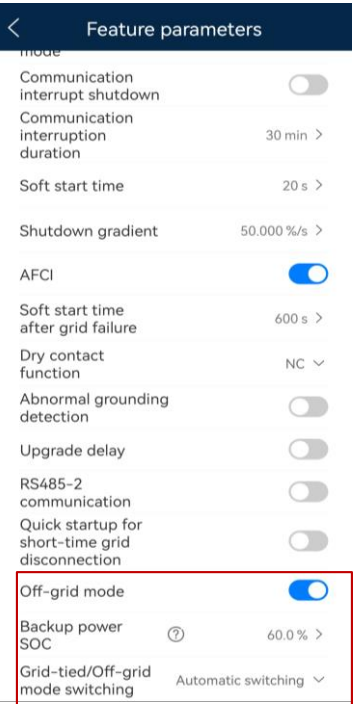 Feature parameters
mode
Communication
interrupt shutdown
Communication
interruption
duration
30 min >
Soft start time
20 s >
Shutdown gradient
50.000 %/s >
AFCI
Soft start time
after grid failure
600 s >
Dry contact
function
NC
Abnormal grounding
detection
Upgrade delay
RS485-2
communication
Quick startup for
short-time grid
disconnection
Off-grid mode
Backup power
SOC
?
60.0 % >
Grid-tied/Off-grid
mode switching
Automatic switching